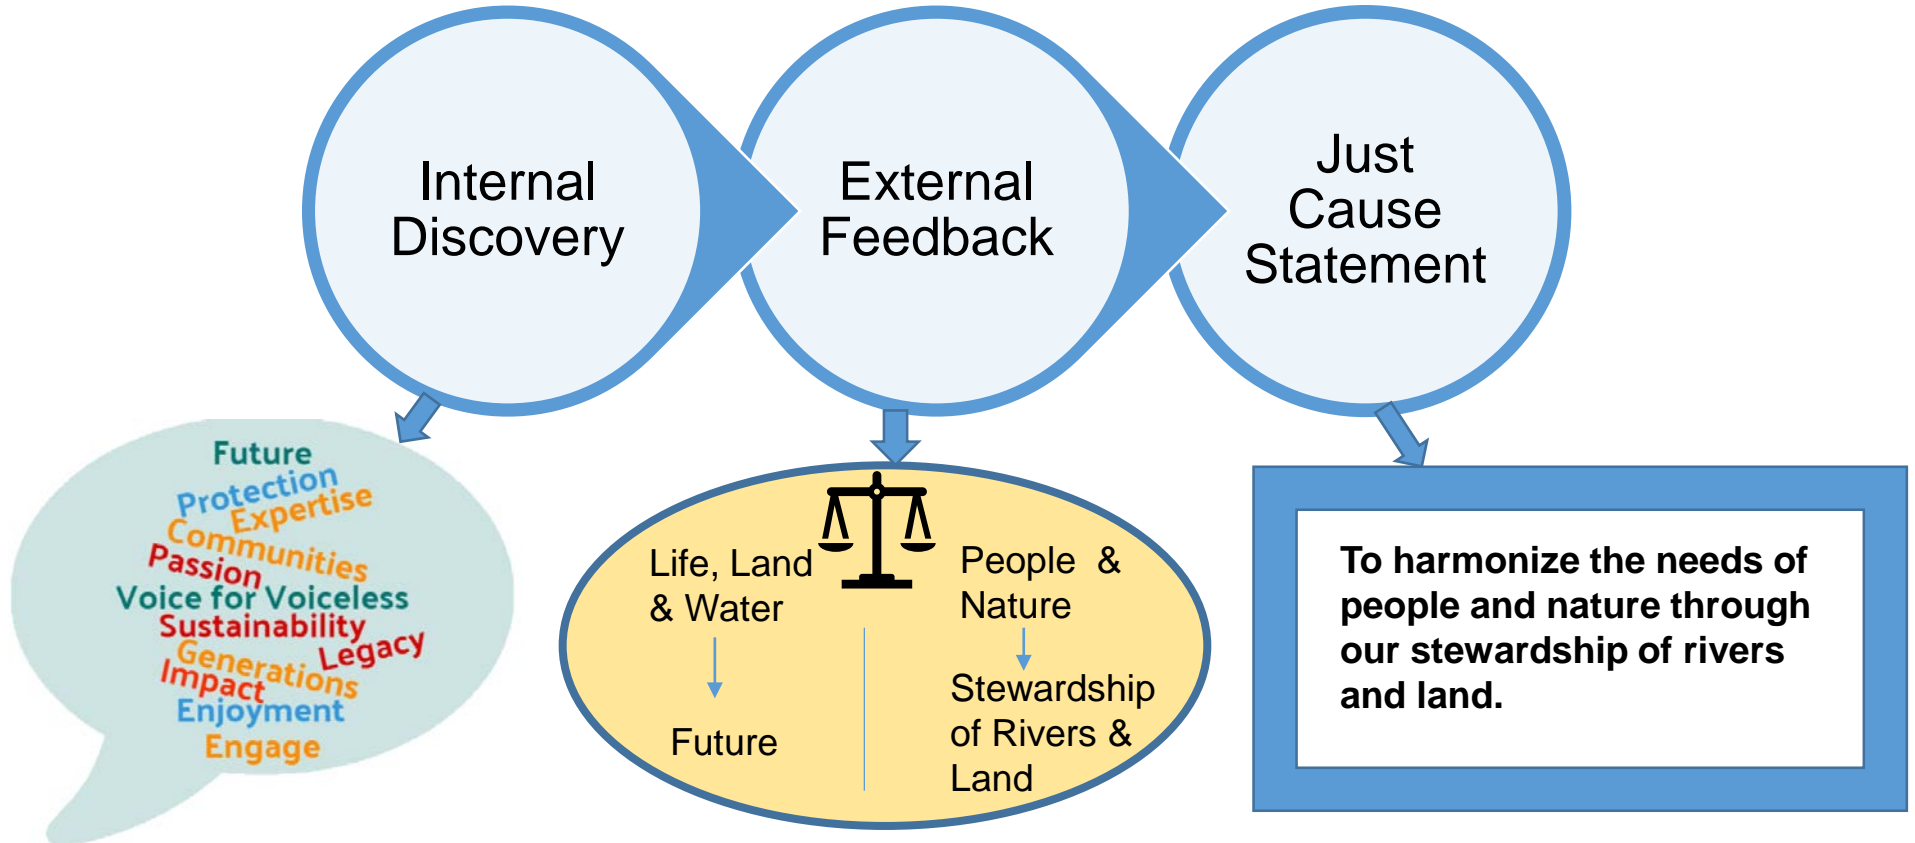 Internal
Discovery
External
Feedback
Just
Cause
Statement
Future
Protection
Expertise
Communities
Passion
Voice for Voiceless
Sustainability
Legacy
Generations
Impact
Enjoyment
Engage
Life, Land
& Water
Future
People &
Nature
Stewardship
of Rivers &
Land
To harmonize the needs of
people and nature through
our stewardship of rivers
and land.